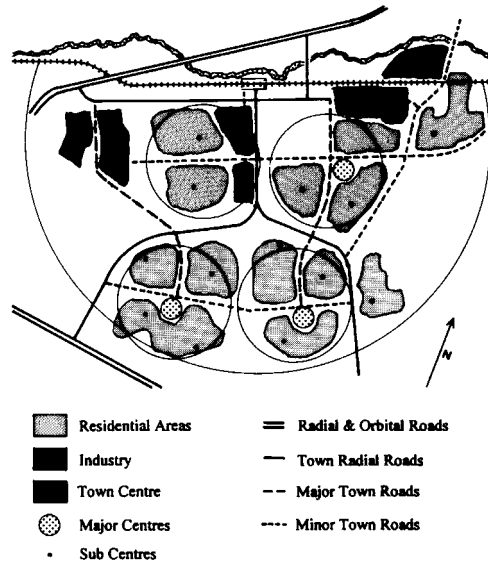 N
Residential Areas
Radial & Orbital Roads
Industry
Town Radial Roads
Town Centre
Major Town Roads
Major Centres
Minor Town Roads
Sub Centres